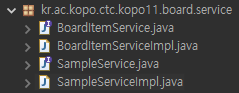 kr.ac.kopo.ctc.kopo11.board.service
BoardItemService.java
BoardItemServiceImpl.java
SampleService.java
SampleServiceImpl.java